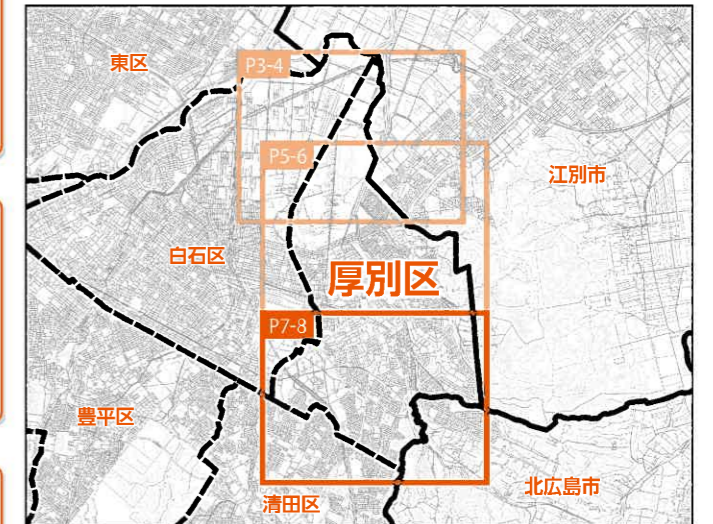 東区
P3-4
P5-6
江別市
白石区
厚別区
P7-8
豊平区
北広島市
清田区